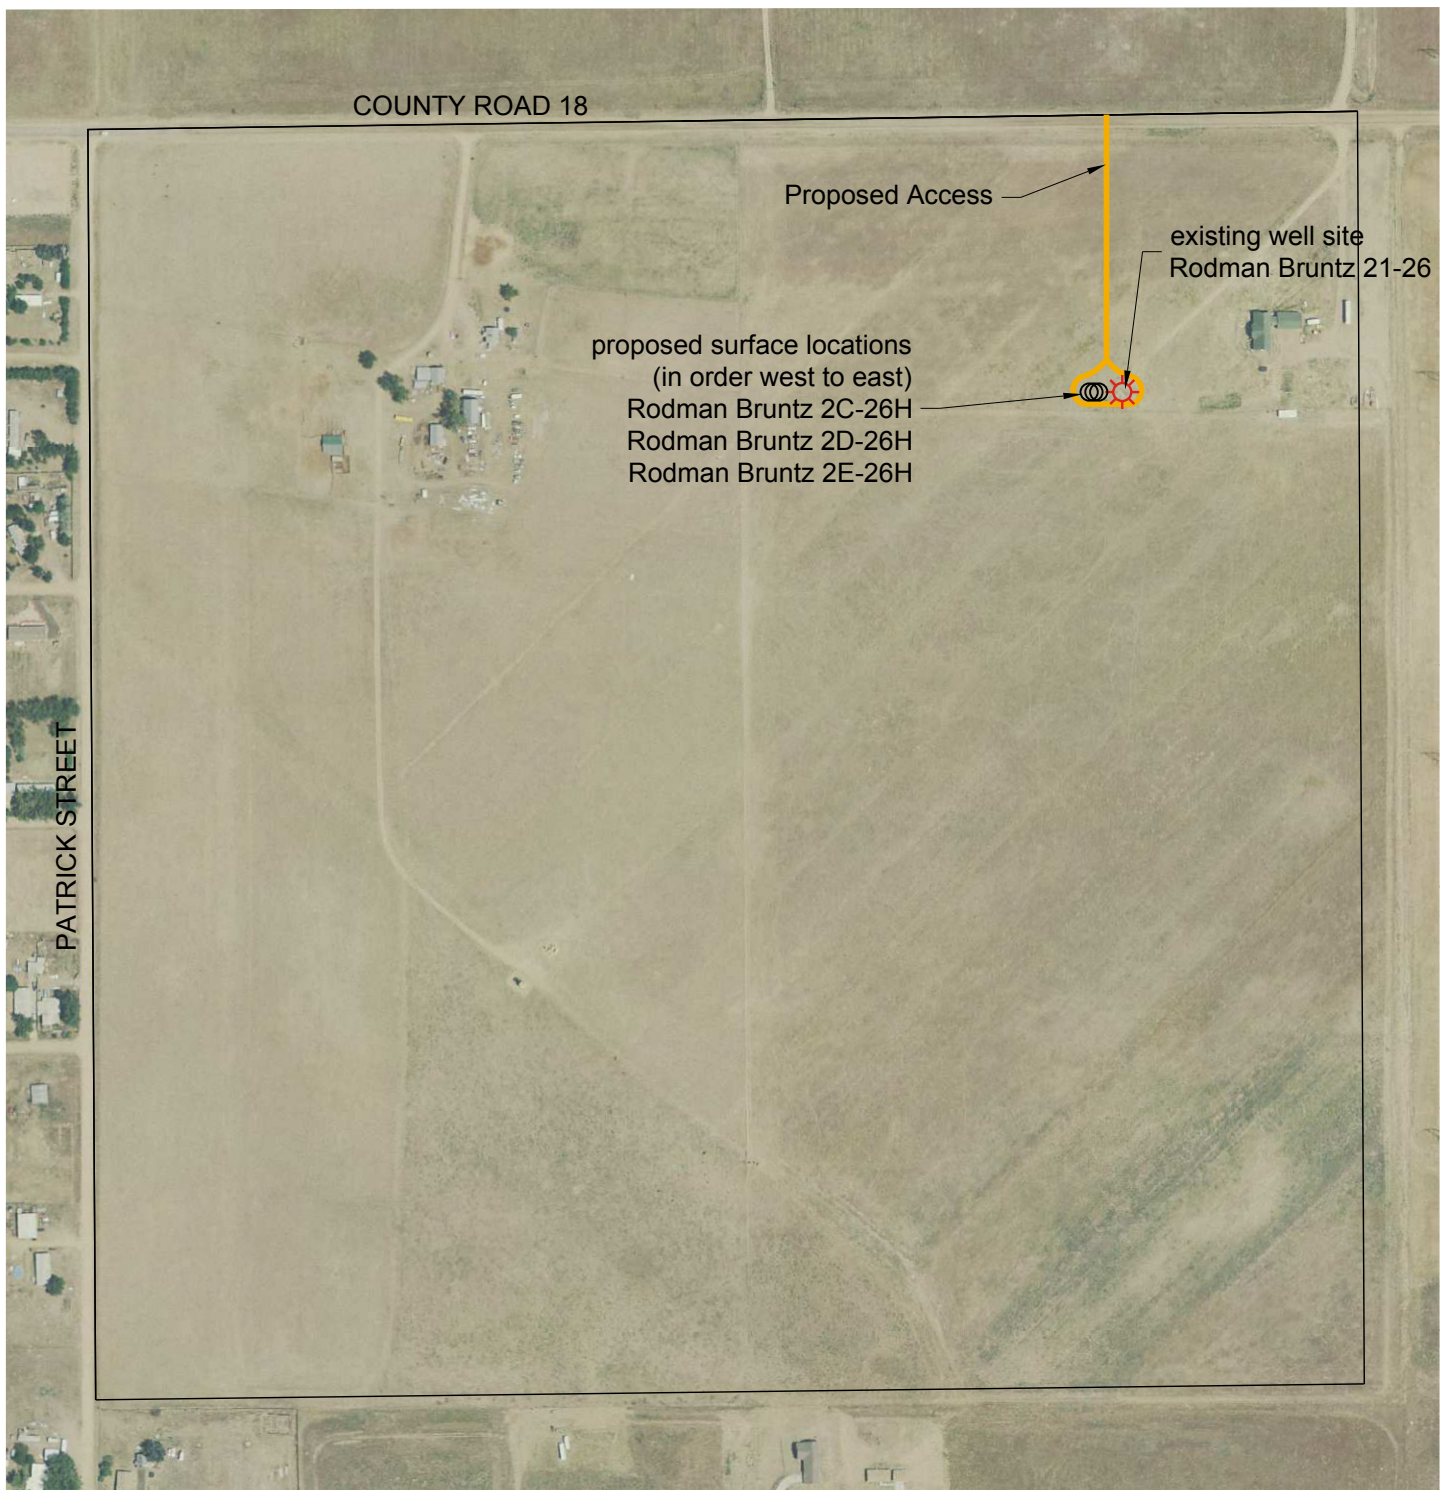 COUNTY ROAD 18
Proposed Access
existing well site
Rodman Bruntz 21-26
proposed surface locations
(in order west to east)
Rodman Bruntz 2C-26H
Rodman Bruntz 2D-26H
Rodman Bruntz 2E-26H
PATRICK STREET